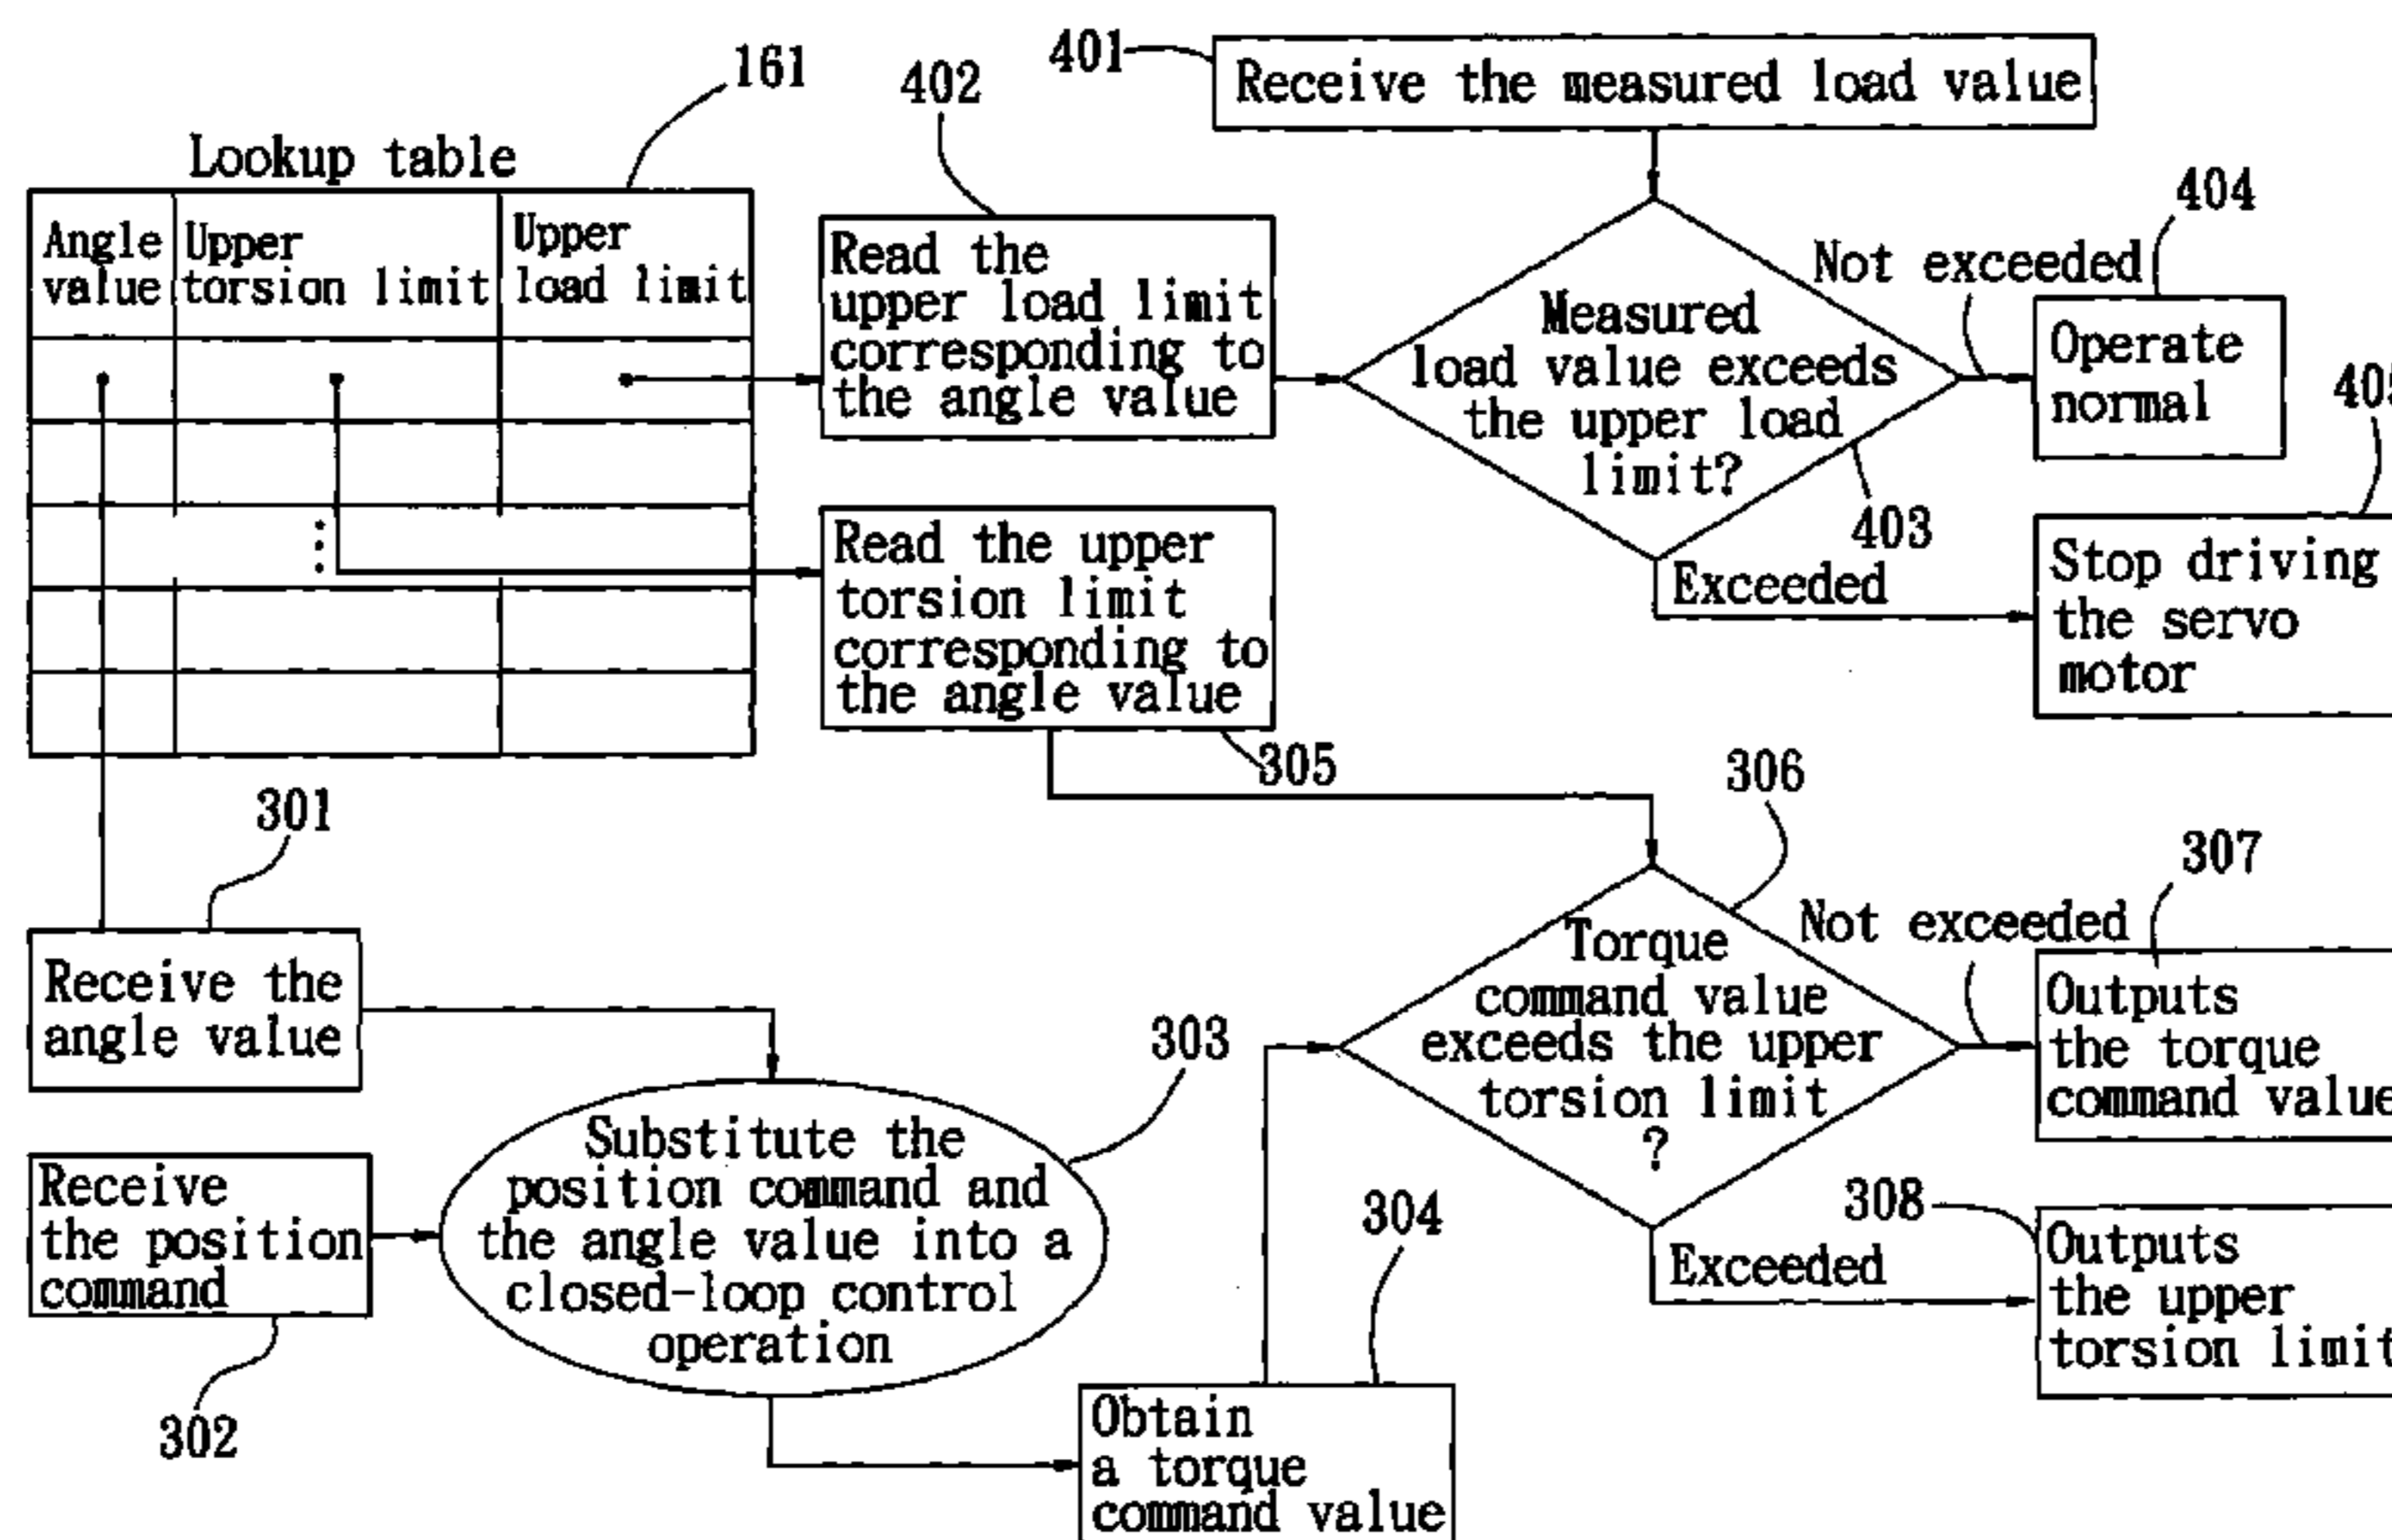 161
Lookup table
Angle
value
Upper
torsion limit
Upper
load limit
402
Read the
upper load limit
corresponding to
the angle value
401
Receive the measured load value
Measured
load value exceeds
the upper load
limit?
403
Not exceeded
404
Operate
normal
Exceeded
Stop driving
the servo
motor
Read the upper
torsion limit
corresponding to
the angle value
305
301
Receive the
angle value
302
Receive
the position
command
303
Substitute the
position command and
the angle value into a
closed-loop control
operation
304
Obtain
a torque
command value
306
Torque
command value
exceeds the upper
torsion limit
?
Not exceeded
307
Outputs
the torque
command value
Exceeded
308
Outputs
the upper
torsion limit